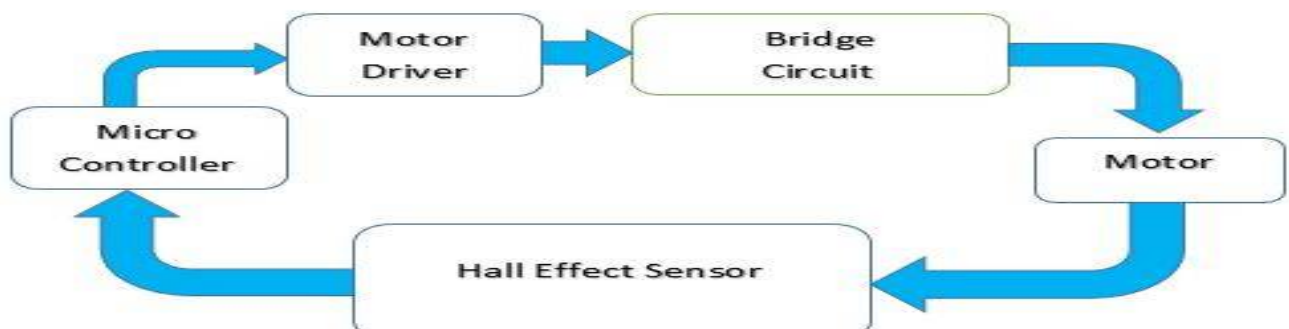 Motor
Driver
Bridge
Circuit
Micro
Controller
Motor
Hall Effect Sensor